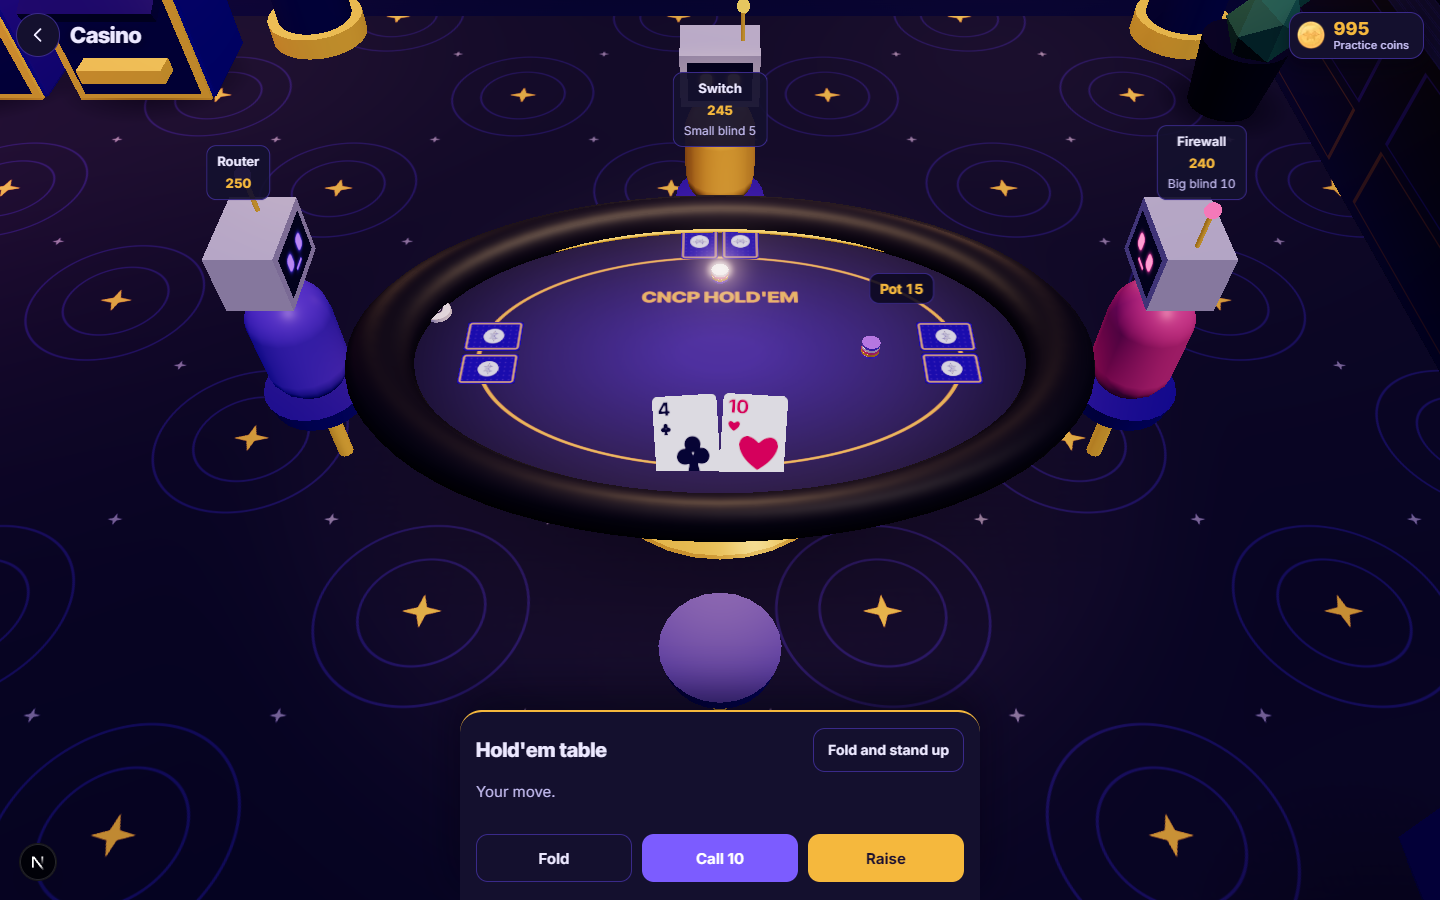 Casino
995
Practice coins
Switch
245
Small blind 5
Router
250
Firewall
240
Big blind 10
Pot 15
CNCP HOLD'EM
4
10
Hold'em table
Fold and stand up
Your move.
Fold
Call 10
Raise
N